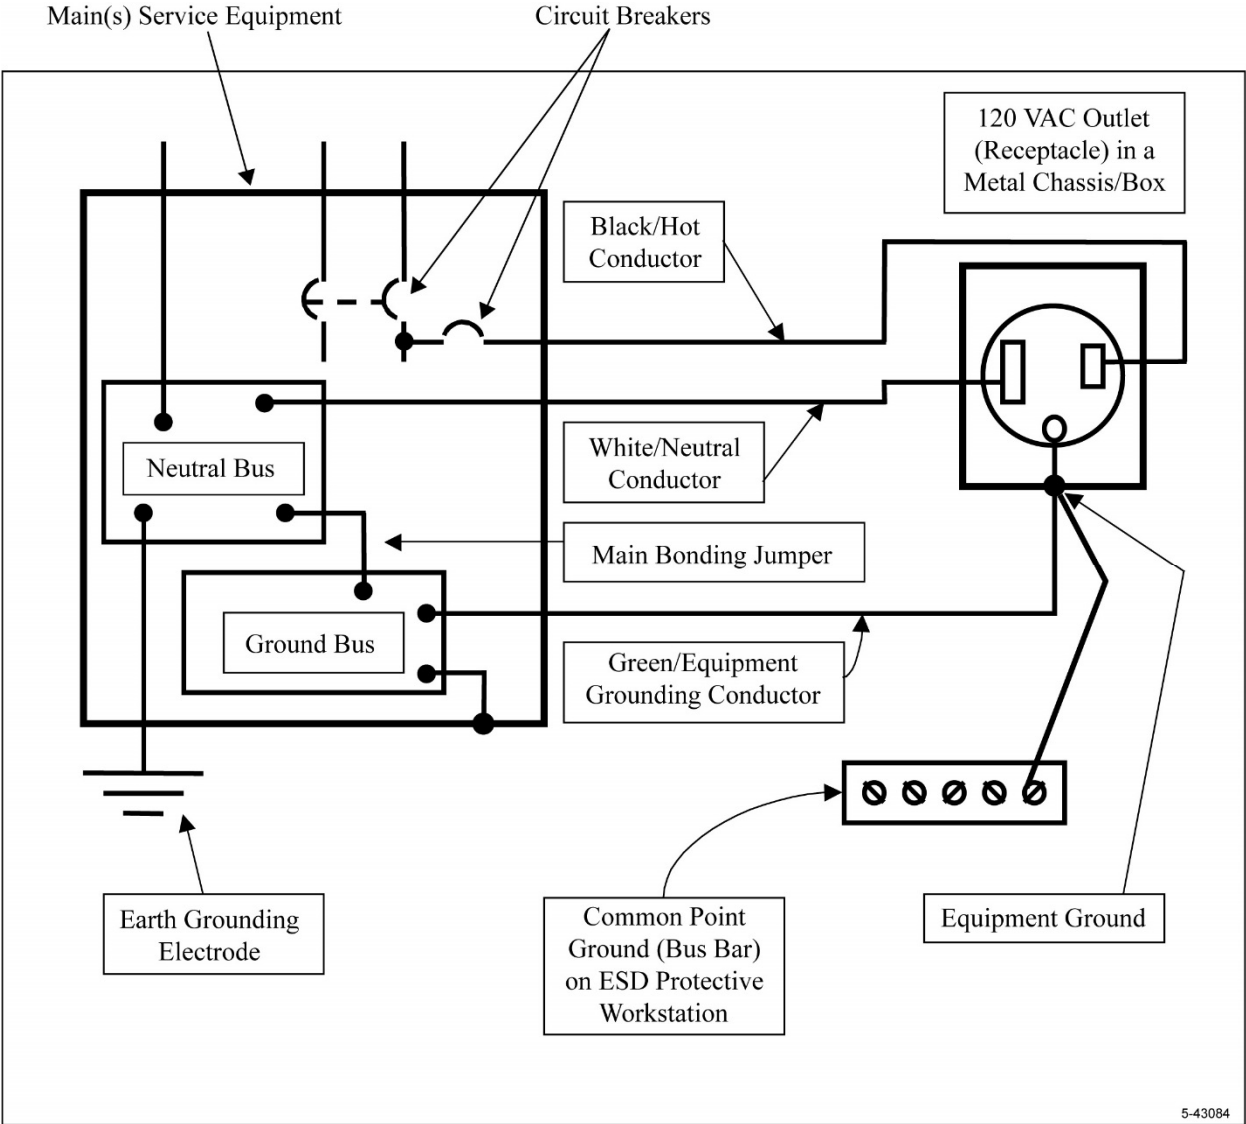 Main(s) Service Equipment
Circuit Breakers
120 VAC Outlet
(Receptacle) in a
Metal Chassis/Box
Black/Hot
Conductor
White/Neutral
Conductor
Neutral Bus
Main Bonding Jumper
Ground Bus
Green/Equipment
Grounding Conductor
Earth Grounding
Electrode
Common Point
Ground (Bus Bar)
on ESD Protective
Workstation
Equipment Ground
5-43084